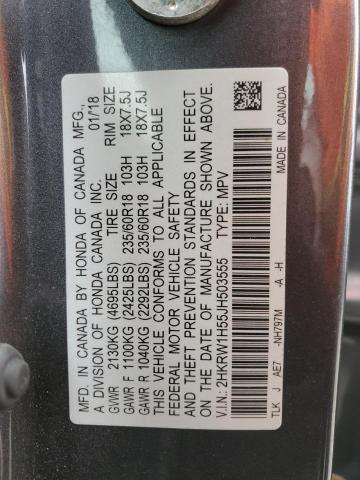 MFD. IN CANADA BY HONDA OF CANADA MFG.,
A DIVISION OF HONDA CANADA INC. 01/18
GVWR 2130KG (4695LBS) TIRE SIZE RIM SIZE
GAWR F 1100KG (2425LBS) 235/60R18 103H 18X7.5J
GAWR R 1040KG (2292LBS) 235/60R18 103H 18X7.5J
THIS VEHICLE CONFORMS TO ALL APPLICABLE
FEDERAL MOTOR VEHICLE SAFETY
AND THEFT PREVENTION STANDARDS IN EFFECT
ON THE DATE OF MANUFACTURE SHOWN ABOVE.
V.I.N.: 2HKRW1H55JH503555 TYPE: MPV
TLK J AE7 -NH797M -A -H MADE IN CANADA